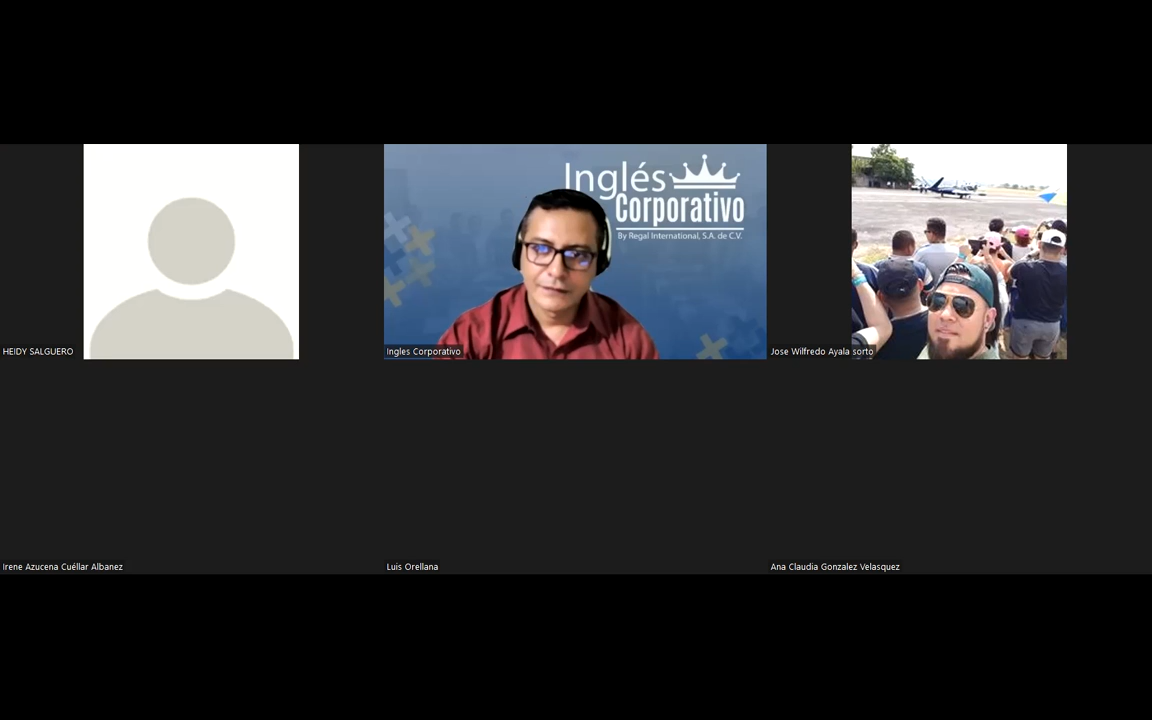 Inglés
Corporativo
By Regal International, S.A. de C.V.
HEIDY SALGUERO
Ingles Corporativo
Jose Wilfredo Ayala sorto
Irene Azucena Cuéllar Albanez
Luis Orellana
Ana Claudia Gonzalez Velasquez